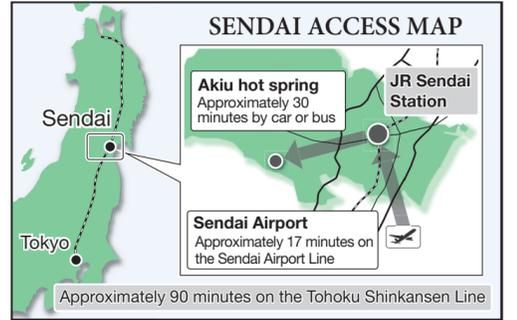 SENDAI ACCESS MAP
Akiu hot spring
Approximately 30
minutes by car or bus
JR Sendai
Station
Sendai
Sendai Airport
Approximately 17 minutes on
the Sendai Airport Line
Tokyo
Approximately 90 minutes on the Tohoku Shinkansen Line